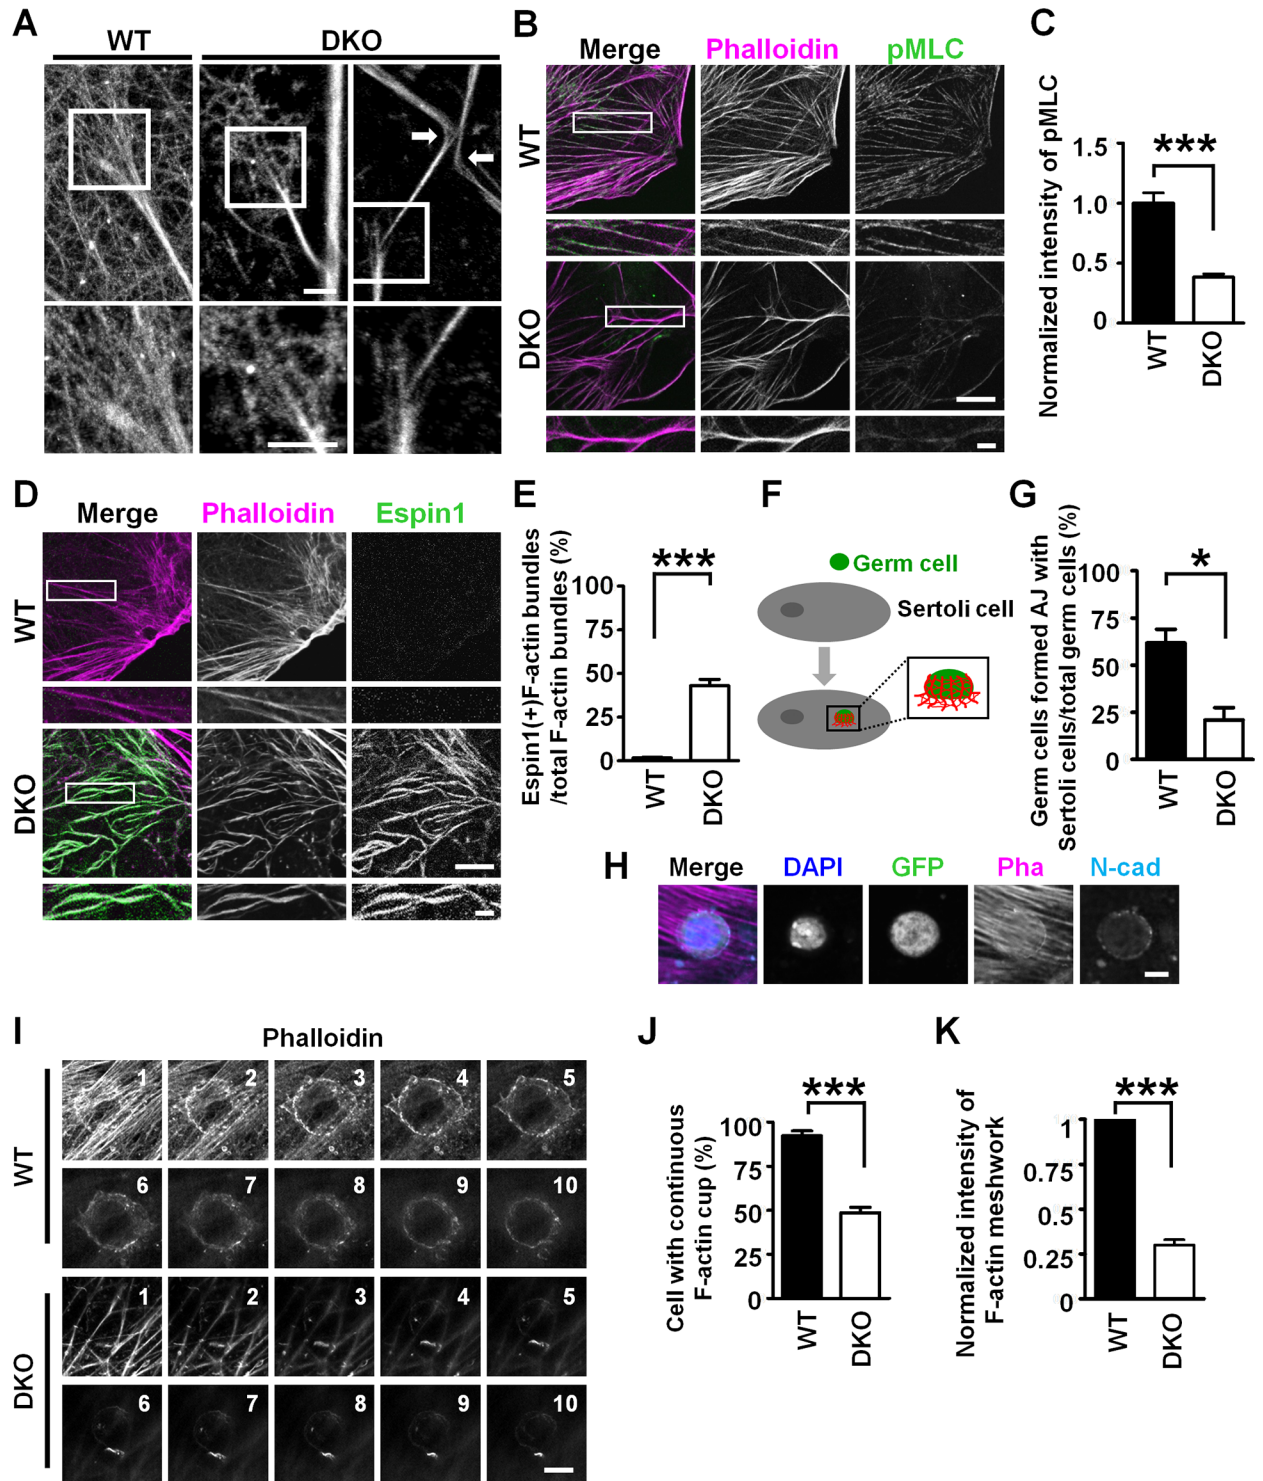 A
WT
DKO
B
Merge
Phalloidin
pMLC
WT
DKO
C
Normalized intensity of pMLC
1.5
1.0
0.5
0
***
WT
DKO
D
Merge
Phalloidin
Espin1
WT
DKO
E
Espin1(+)F-actin bundles
/total F-actin bundles (%)
100
75
50
25
0
***
WT
DKO
F
Germ cell
Sertoli cell
G
Germ cells formed AJ with
Sertoli cells/total germ cells (%)
100
75
50
25
0
*
WT
DKO
H
Merge
DAPI
GFP
Pha
N-cad
I
Phalloidin
WT
1
2
3
4
5
6
7
8
9
10
DKO
1
2
3
4
5
6
7
8
9
10
J
Cell with continuous
F-actin cup (%)
100
75
50
25
0
***
WT
DKO
K
Normalized intensity of
F-actin meshwork
1
0.75
0.5
0.25
0
***
WT
DKO